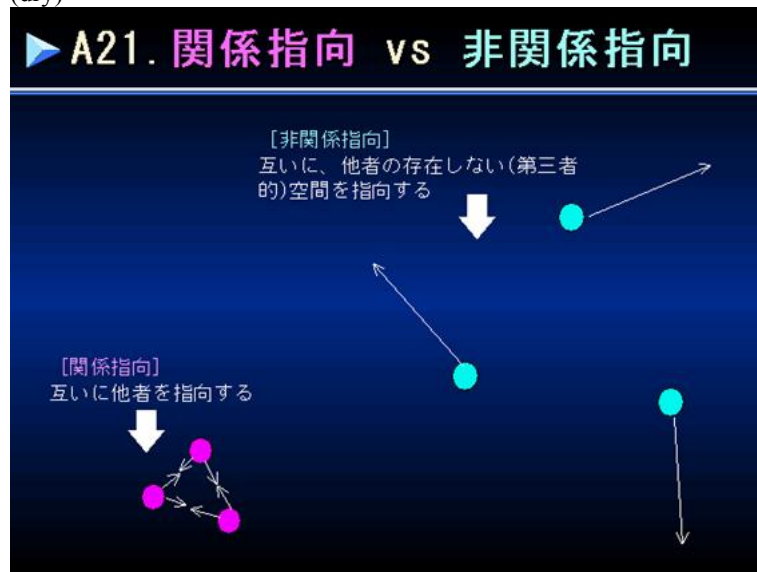 (dry)
A21. 関係指向 vs 非関係指向
[非関係指向]
互いに、他者の存在しない(第三者
的)空間を指向する
[関係指向]
互いに他者を指向する